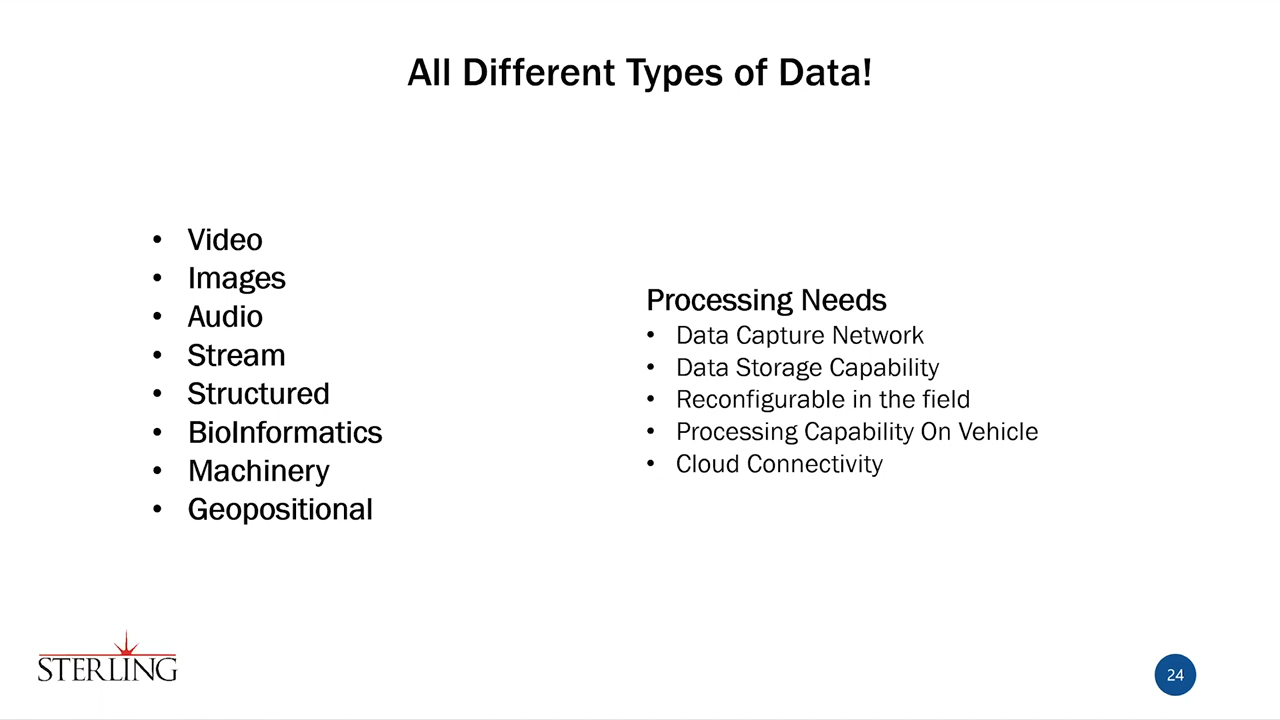 All Different Types of Data!
• Video
• Images
• Audio
• Stream
• Structured
• BioInformatics
• Machinery
• Geopositional
Processing Needs
• Data Capture Network
• Data Storage Capability
• Reconfigurable in the field
• Processing Capability On Vehicle
• Cloud Connectivity
STERLING
24